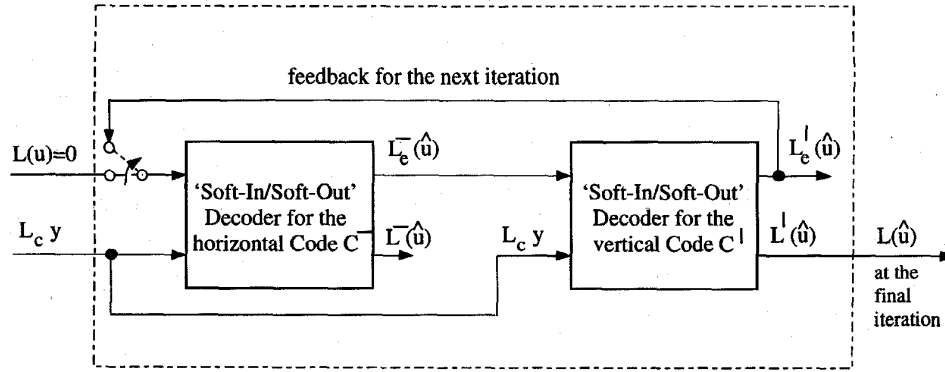 feedback for the next iteration
L(u)=0
L_e^–(û)
L_e^|(û)
'Soft-In/Soft-Out'
Decoder for the
horizontal Code C^–
'Soft-In/Soft-Out'
Decoder for the
vertical Code C^|
L_c y
L^–(û)
L_c y
L^|(û)
L(û)
at the
final
iteration